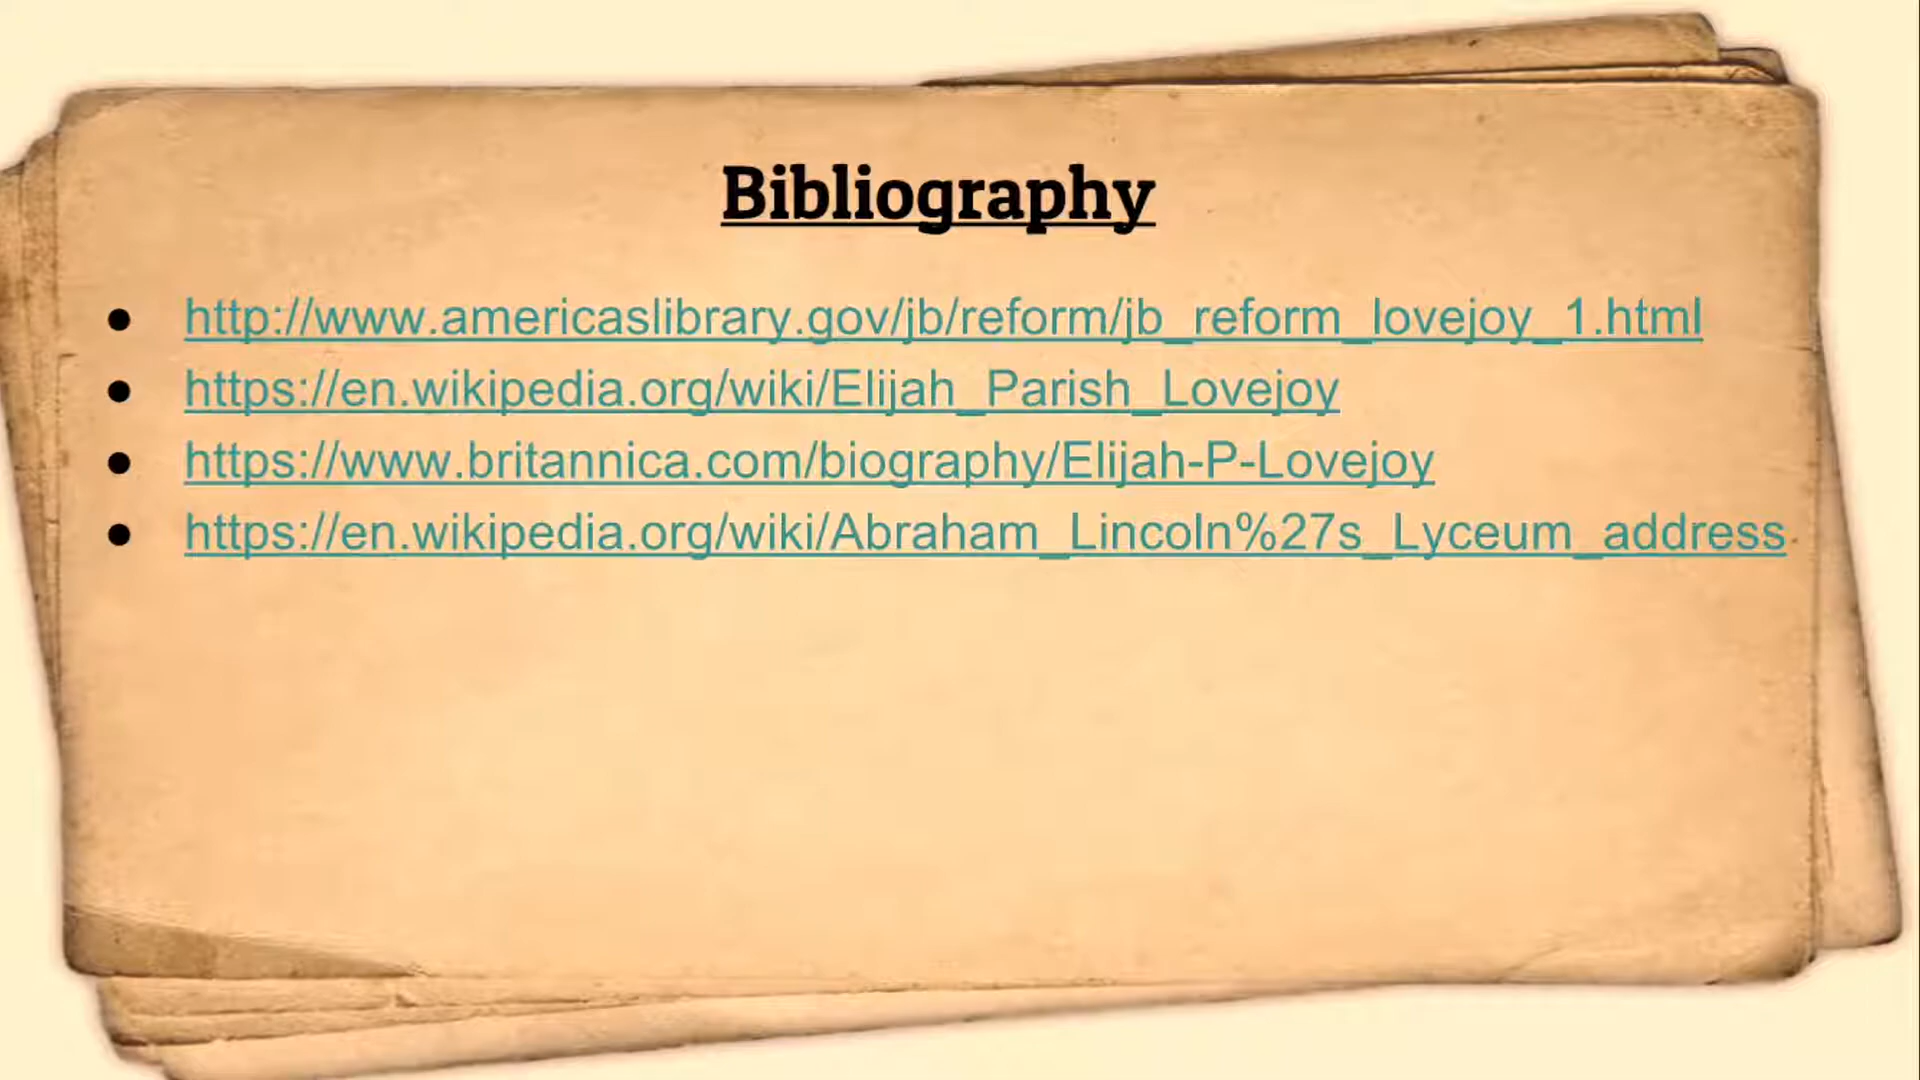 Bibliography
● http://www.americaslibrary.gov/jb/reform/jb_reform_lovejoy_1.html
● https://en.wikipedia.org/wiki/Elijah_Parish_Lovejoy
● https://www.britannica.com/biography/Elijah-P-Lovejoy
● https://en.wikipedia.org/wiki/Abraham_Lincoln%27s_Lyceum_address